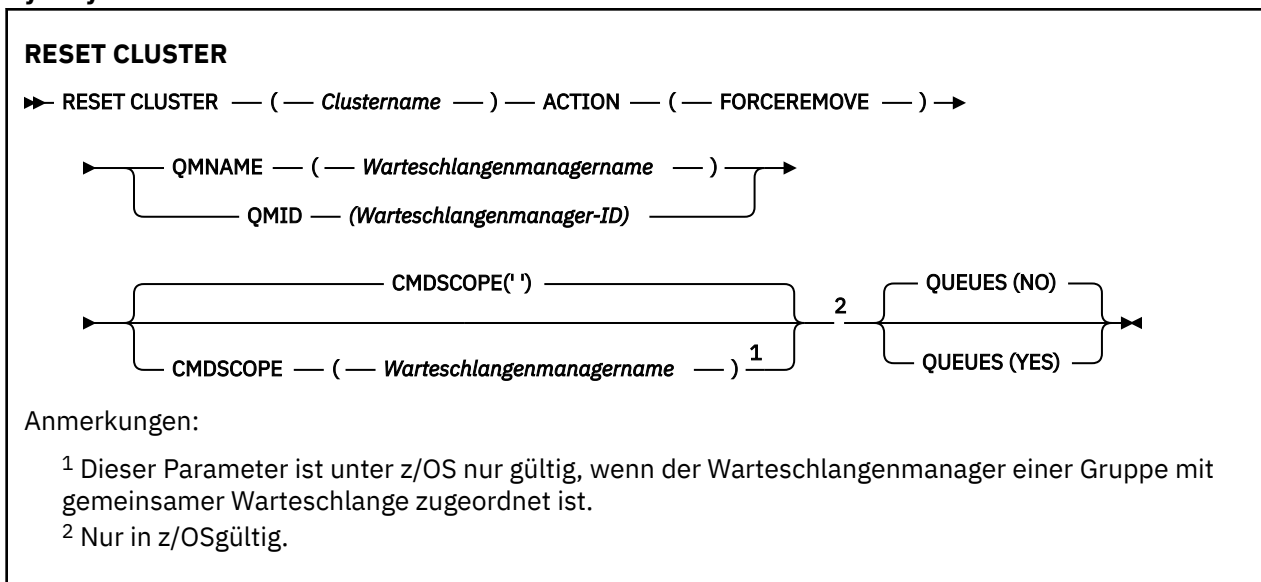 RESET CLUSTER
RESET CLUSTER ( Clustername ) ACTION ( FORCEREMOVE )
QMNAME ( Warteschlangenmanagername )
QMID (Warteschlangenmanager-ID)
CMDSCOPE(' ') QUEUES (NO)
2
CMDSCOPE ( Warteschlangenmanagername ) 1 QUEUES (YES)
Anmerkungen:
1 Dieser Parameter ist unter z/OS nur gültig, wenn der Warteschlangenmanager einer Gruppe mit
gemeinsamer Warteschlange zugeordnet ist.
2 Nur in z/OSgültig.